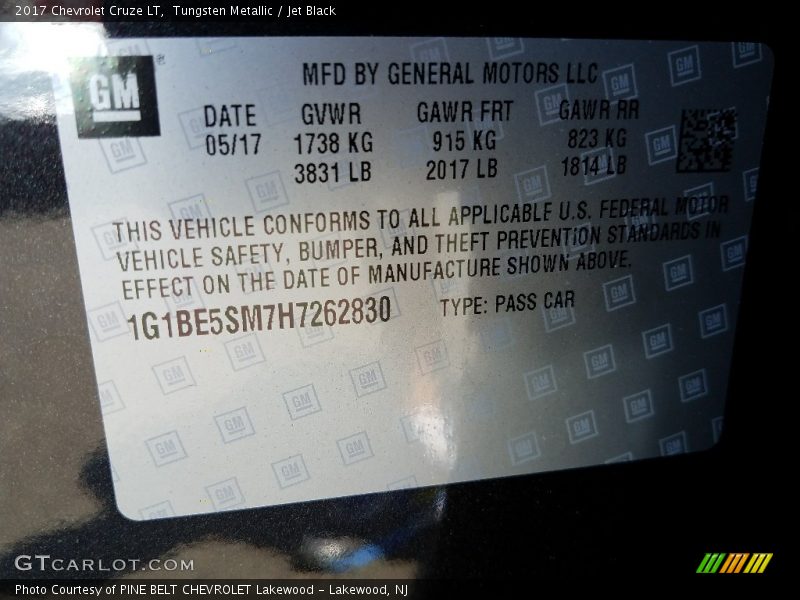 2017 Chevrolet Cruze LT, Tungsten Metallic / Jet Black
GM
MFD BY GENERAL MOTORS LLC
DATE GVWR GAWR FRT GAWR RR
05/17 1738 KG 915 KG 823 KG
3831 LB 2017 LB 1814 LB
THIS VEHICLE CONFORMS TO ALL APPLICABLE U.S. FEDERAL MOTOR
VEHICLE SAFETY, BUMPER, AND THEFT PREVENTION STANDARDS IN
EFFECT ON THE DATE OF MANUFACTURE SHOWN ABOVE.
1G1BE5SM7H7262830 TYPE: PASS CAR
GTCARLOT.COM
Photo Courtesy of PINE BELT CHEVROLET Lakewood - Lakewood, NJ